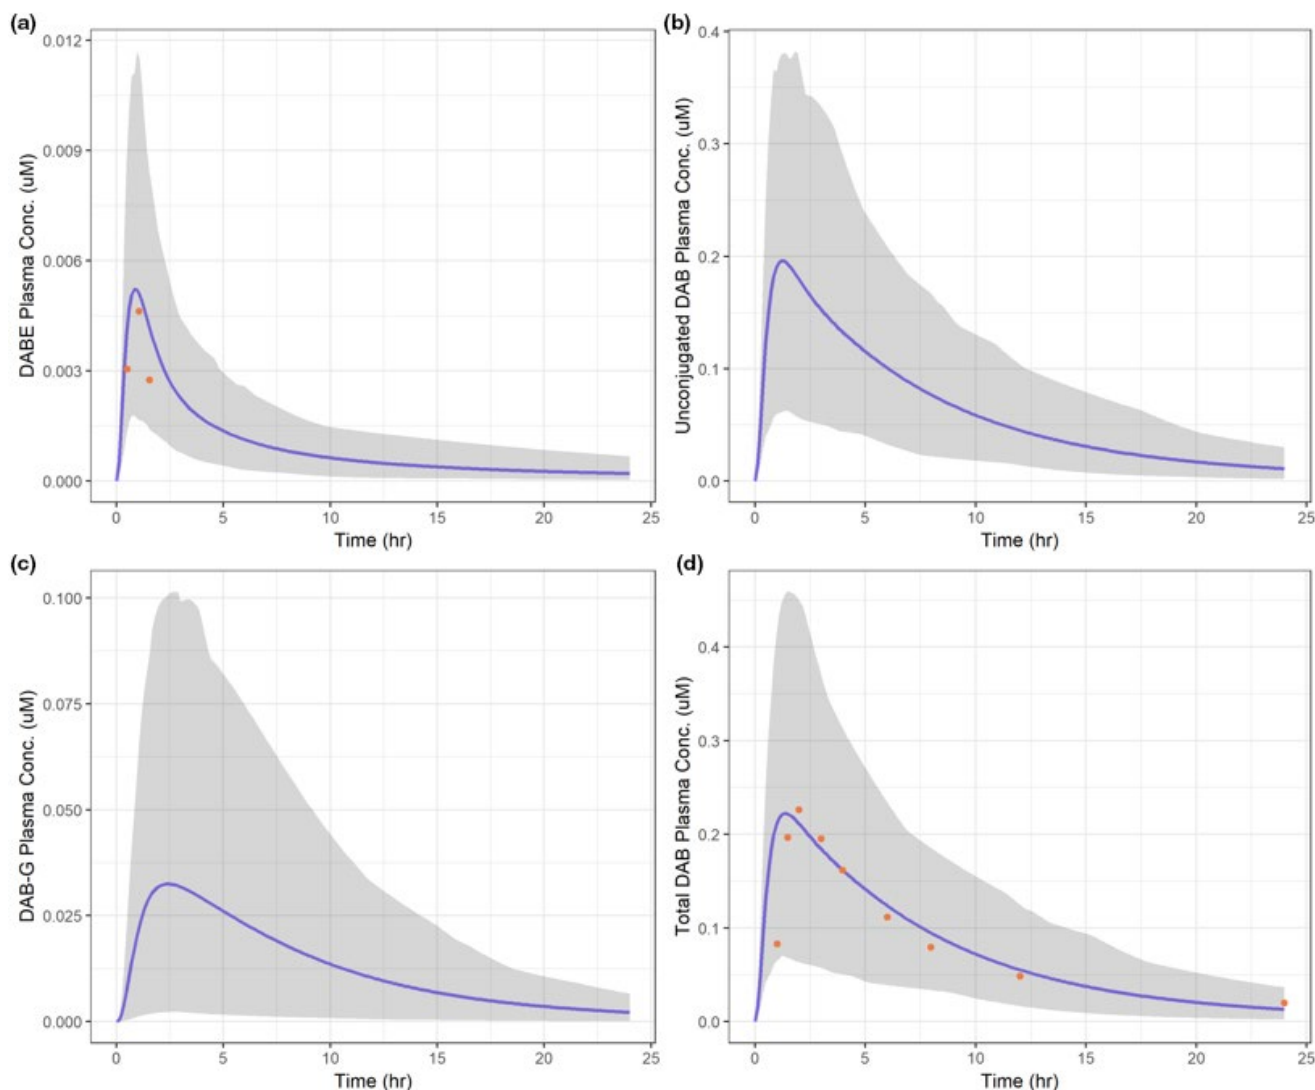 (a)
DABE Plasma Conc. (uM)
0.012
0.009
0.006
0.003
0.000
0 5 10 15 20 25
Time (hr)
(b)
Unconjugated DAB Plasma Conc. (uM)
0.4
0.3
0.2
0.1
0.0
0 5 10 15 20 25
Time (hr)
(c)
DAB-G Plasma Conc. (uM)
0.100
0.075
0.050
0.025
0.000
0 5 10 15 20 25
Time (hr)
(d)
Total DAB Plasma Conc. (uM)
0.4
0.3
0.2
0.1
0.0
0 5 10 15 20 25
Time (hr)